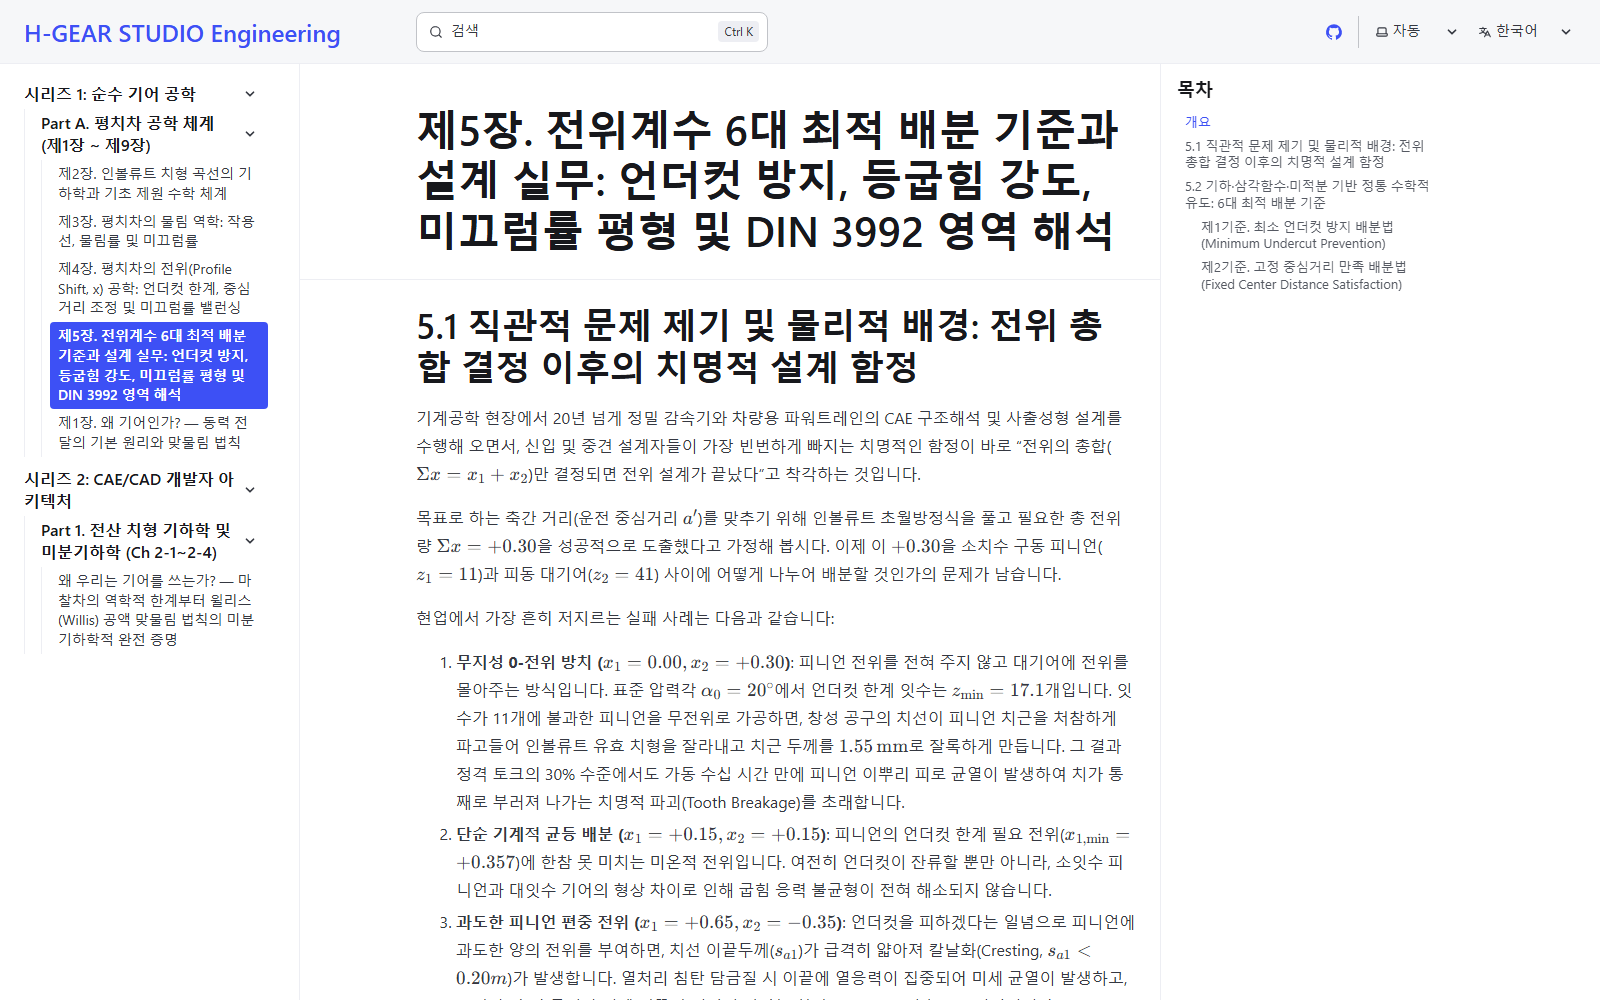 H-GEAR STUDIO Engineering
검색
Ctrl K
자동
한국어
시리즈 1: 순수 기어 공학
Part A. 평치차 공학 체계
(제1장 ~ 제9장)
제2장. 인볼류트 치형 곡선의 기
하학과 기초 제원 수학 체계
제3장. 평치차의 물림 역학: 작용
선, 물림률 및 미끄럼률
제4장. 평치차의 전위(Profile
Shift, x) 공학: 언더컷 한계, 중심
거리 조정 및 미끄럼률 밸런싱
제5장. 전위계수 6대 최적 배분
기준과 설계 실무: 언더컷 방지,
등굽힘 강도, 미끄럼률 평형 및
DIN 3992 영역 해석
제1장. 왜 기어인가? — 동력 전
달의 기본 원리와 맞물림 법칙
시리즈 2: CAE/CAD 개발자 아
키텍처
Part 1. 전산 치형 기하학 및
미분기하학 (Ch 2-1~2-4)
왜 우리는 기어를 쓰는가? — 마
찰차의 역학적 한계부터 윌리스
(Willis) 공액 맞물림 법칙의 미분
기하학적 완전 증명
제5장. 전위계수 6대 최적 배분 기준과
설계 실무: 언더컷 방지, 등굽힘 강도,
미끄럼률 평형 및 DIN 3992 영역 해석
5.1 직관적 문제 제기 및 물리적 배경: 전위 총
합 결정 이후의 치명적 설계 함정
기계공학 현장에서 20년 넘게 정밀 감속기와 차량용 파워트레인의 CAE 구조해석 및 사출성형 설계를
수행해 오면서, 신입 및 중견 설계자들이 가장 빈번하게 빠지는 치명적인 함정이 바로 “전위의 총합(
Σx = x₁ + x₂)만 결정되면 전위 설계가 끝났다”고 착각하는 것입니다.
목표로 하는 축간 거리(운전 중심거리 a′)를 맞추기 위해 인볼류트 초월방정식을 풀고 필요한 총 전위
량 Σx = +0.30을 성공적으로 도출했다고 가정해 봅시다. 이제 이 +0.30을 소치수 구동 피니언(
z₁ = 11)과 피동 대기어(z₂ = 41) 사이에 어떻게 나누어 배분할 것인가의 문제가 남습니다.
현업에서 가장 흔히 저지르는 실패 사례는 다음과 같습니다:
1. 무지성 0-전위 방치 (x₁ = 0.00, x₂ = +0.30): 피니언 전위를 전혀 주지 않고 대기어에 전위를
몰아주는 방식입니다. 표준 압력각 α₀ = 20°에서 언더컷 한계 잇수는 z_min = 17.1개입니다. 잇
수가 11개에 불과한 피니언을 무전위로 가공하면, 창성 공구의 치선이 피니언 치근을 처참하게
파고들어 인볼류트 유효 치형을 잘라내고 치근 두께를 1.55 mm로 잘록하게 만듭니다. 그 결과
정격 토크의 30% 수준에서도 가동 수십 시간 만에 피니언 이뿌리 피로 균열이 발생하여 치가 통
째로 부러져 나가는 치명적 파괴(Tooth Breakage)를 초래합니다.
2. 단순 기계적 균등 배분 (x₁ = +0.15, x₂ = +0.15): 피니언의 언더컷 한계 필요 전위(x_1,min =
+0.357)에 한참 못 미치는 미온적 전위입니다. 여전히 언더컷이 잔류할 뿐만 아니라, 소잇수 피
니언과 대잇수 기어의 형상 차이로 인해 굽힘 응력 불균형이 전혀 해소되지 않습니다.
3. 과도한 피니언 편중 전위 (x₁ = +0.65, x₂ = −0.35): 언더컷을 피하겠다는 일념으로 피니언에
과도한 양의 전위를 부여하면, 치선 이끝두께(s_a1)가 급격히 얇아져 칼날화(Cresting, s_a1 <
0.20m)가 발생합니다. 열처리 침탄 담금질 시 이끝에 열응력이 집중되어 미세 균열이 발생하고,
목차
개요
5.1 직관적 문제 제기 및 물리적 배경: 전위
총합 결정 이후의 치명적 설계 함정
5.2 기하·삼각함수·미적분 기반 정통 수학적
유도: 6대 최적 배분 기준
제1기준. 최소 언더컷 방지 배분법
(Minimum Undercut Prevention)
제2기준. 고정 중심거리 만족 배분법
(Fixed Center Distance Satisfaction)